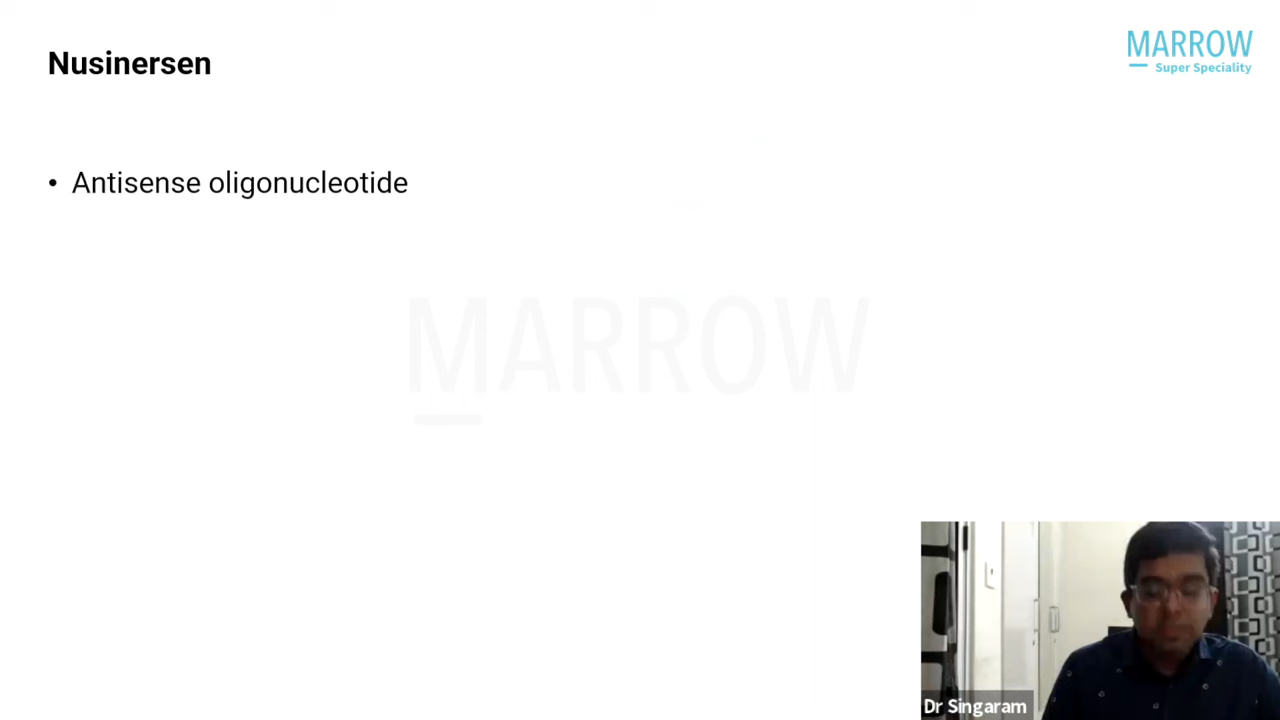 Nusinersen
MARROW
Super Speciality
• Antisense oligonucleotide
MARROW
Dr Singaram